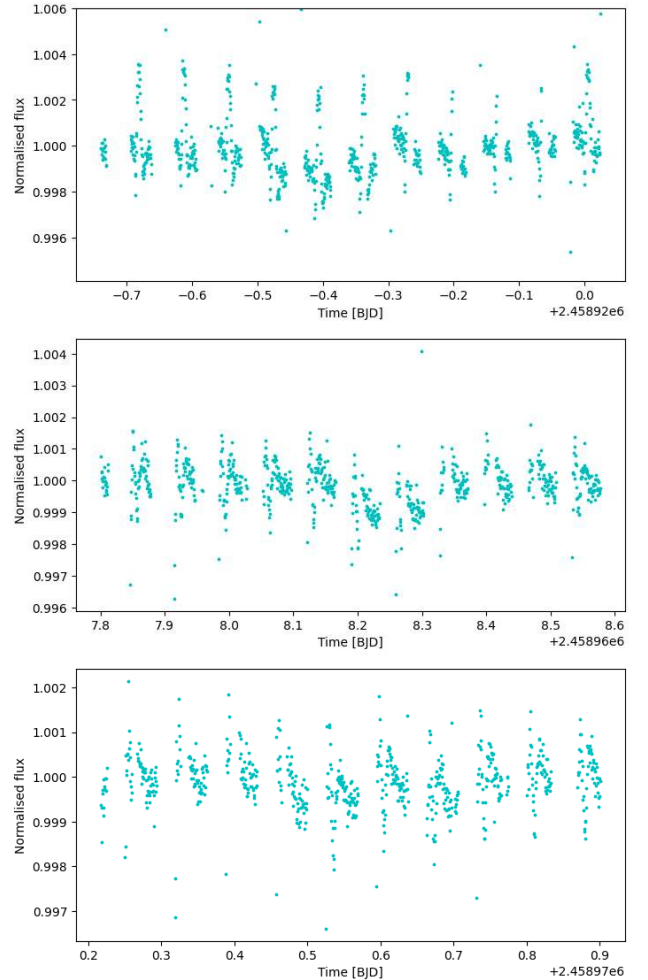 1.006
1.004
1.002
1.000
0.998
0.996
Normalised flux
−0.7 −0.6 −0.5 −0.4 −0.3 −0.2 −0.1 0.0
Time [BJD]
+2.45892e6
1.004
1.003
1.002
1.001
1.000
0.999
0.998
0.997
0.996
Normalised flux
7.8 7.9 8.0 8.1 8.2 8.3 8.4 8.5 8.6
Time [BJD]
+2.45896e6
1.002
1.001
1.000
0.999
0.998
0.997
Normalised flux
0.2 0.3 0.4 0.5 0.6 0.7 0.8 0.9
Time [BJD]
+2.45897e6